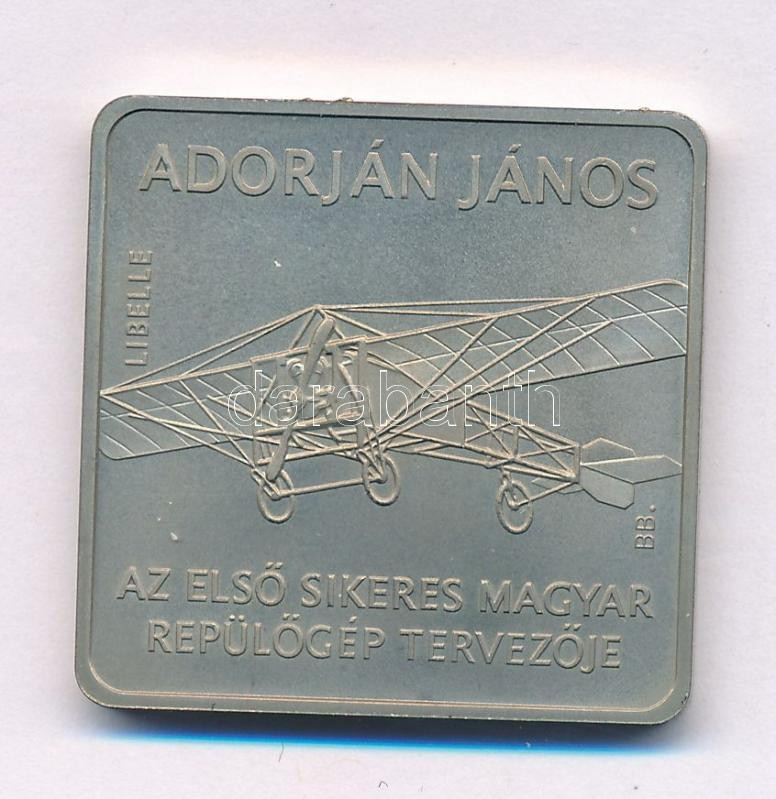 ADORJÁN JÁNOS
LIBELLE
darabanth
BB.
AZ ELSŐ SIKERES MAGYAR
REPÜLŐGÉP TERVEZŐJE